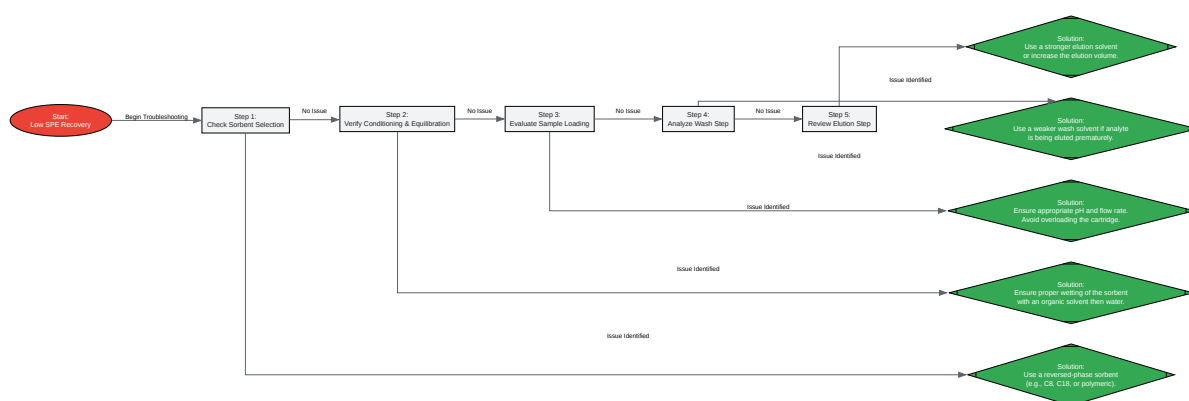 Start:
Low SPE Recovery
Begin Troubleshooting
Step 1:
Check Sorbent Selection
No Issue
Step 2:
Verify Conditioning & Equilibration
No Issue
Step 3:
Evaluate Sample Loading
No Issue
Step 4:
Analyze Wash Step
No Issue
Step 5:
Review Elution Step
Issue Identified
Solution:
Use a stronger elution solvent
or increase the elution volume.
Issue Identified
Solution:
Use a weaker wash solvent if analyte
is being eluted prematurely.
Issue Identified
Solution:
Ensure appropriate pH and flow rate.
Avoid overloading the cartridge.
Issue Identified
Solution:
Ensure proper wetting of the sorbent
with an organic solvent then water.
Issue Identified
Solution:
Use a reversed-phase sorbent
(e.g., C8, C18, or polymeric).